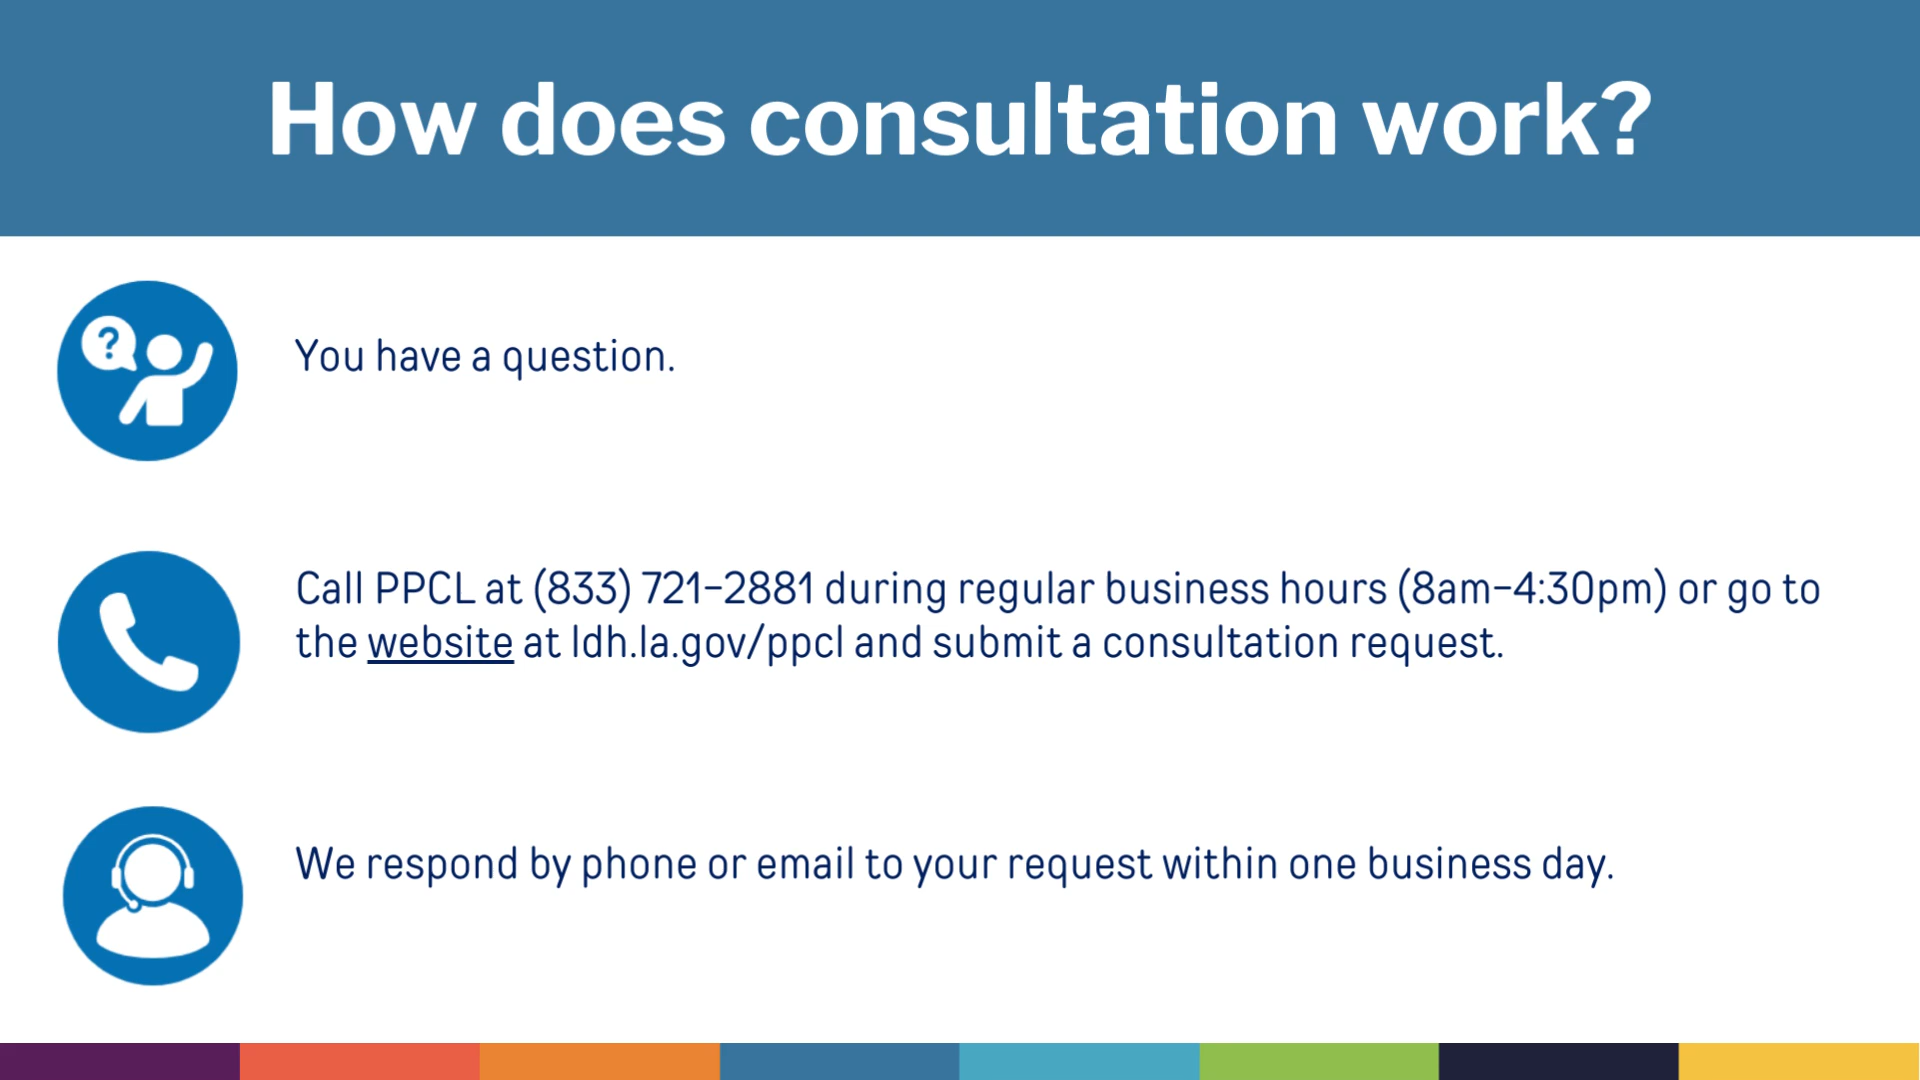 How does consultation work?
?
You have a question.
Call PPCL at (833) 721-2881 during regular business hours (8am-4:30pm) or go to
the website at ldh.la.gov/ppcl and submit a consultation request.
We respond by phone or email to your request within one business day.